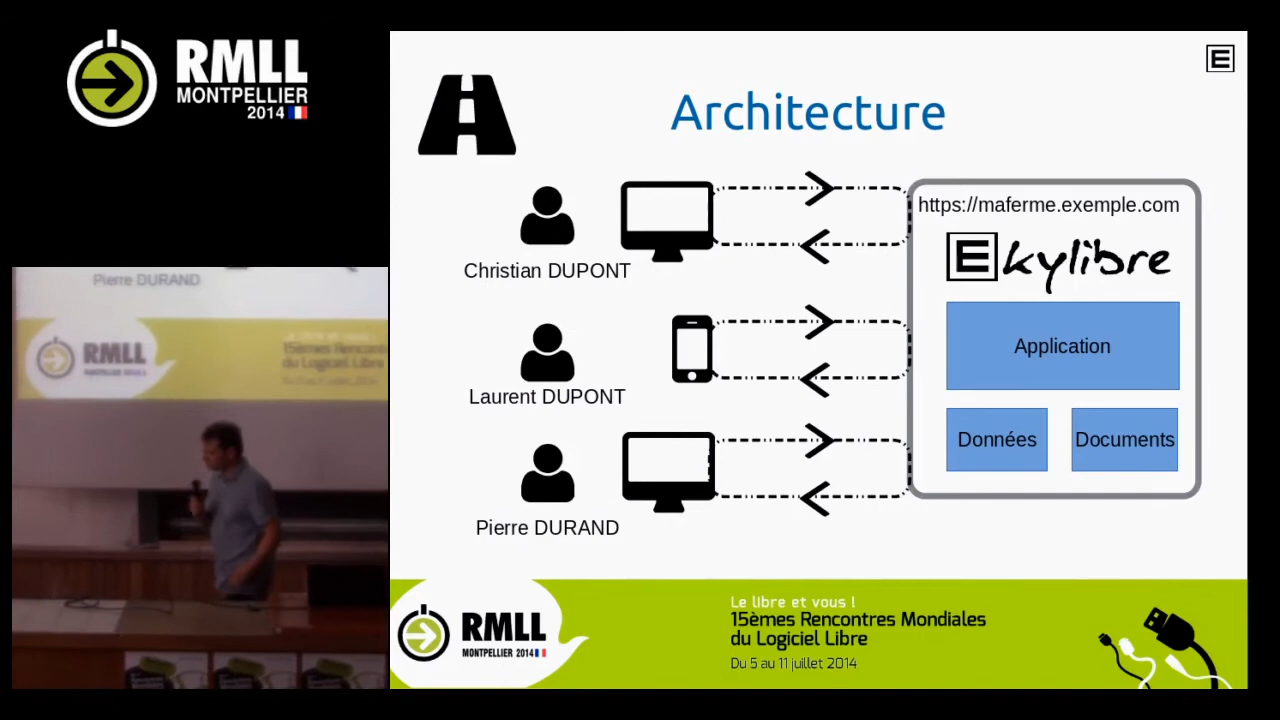 RMLL
MONTPELLIER
2014
Pierre DURAND
RMLL
15èmes Rencont
du Logiciel Libre
E
Architecture
Christian DUPONT
Laurent DUPONT
Pierre DURAND
https://maferme.exemple.com
Ekylibre
Application
Données
Documents
RMLL
MONTPELLIER 2014
Le libre et vous !
15èmes Rencontres Mondiales
du Logiciel Libre
Du 5 au 11 juillet 2014